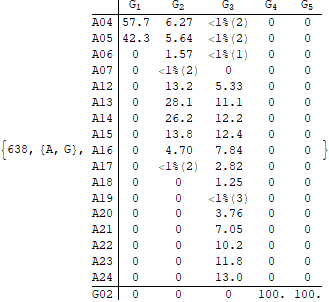 G1 G2 G3 G4 G5
A04 57.7 6.27 <1%(2) 0 0
A05 42.3 5.64 <1%(2) 0 0
A06 0 1.57 <1%(1) 0 0
A07 0 <1%(2) 0 0 0
A12 0 13.2 5.33 0 0
A13 0 28.1 11.1 0 0
A14 0 26.2 12.2 0 0
A15 0 13.8 12.4 0 0
{638, {A, G}, A16 0 4.70 7.84 0 0 }
A17 0 <1%(2) 2.82 0 0
A18 0 0 1.25 0 0
A19 0 0 <1%(3) 0 0
A20 0 0 3.76 0 0
A21 0 0 7.05 0 0
A22 0 0 10.2 0 0
A23 0 0 11.8 0 0
A24 0 0 13.0 0 0
G02 0 0 0 100. 100.